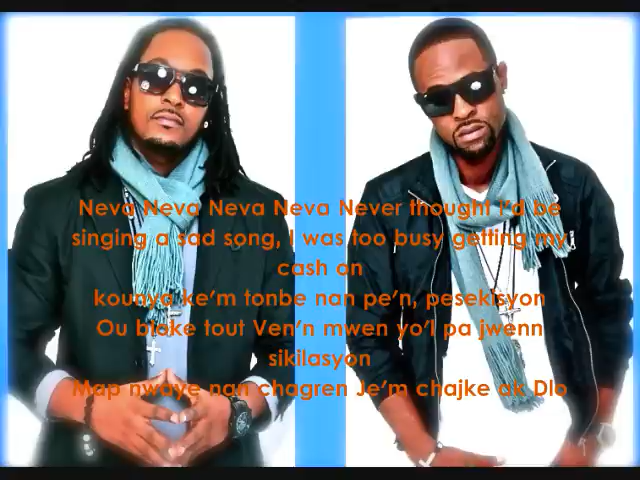 Neva Neva Neva Neva Never thought i'd be
singing a sad song, I was too busy getting my
cash on
kounya ke'm tonbe nan pe'n, pesekisyon
Ou bloke tout Ven'n mwen yo'l pa jwenn
sikilasyon
Map nwaye nan chagren Je'm chajke ak Dlo